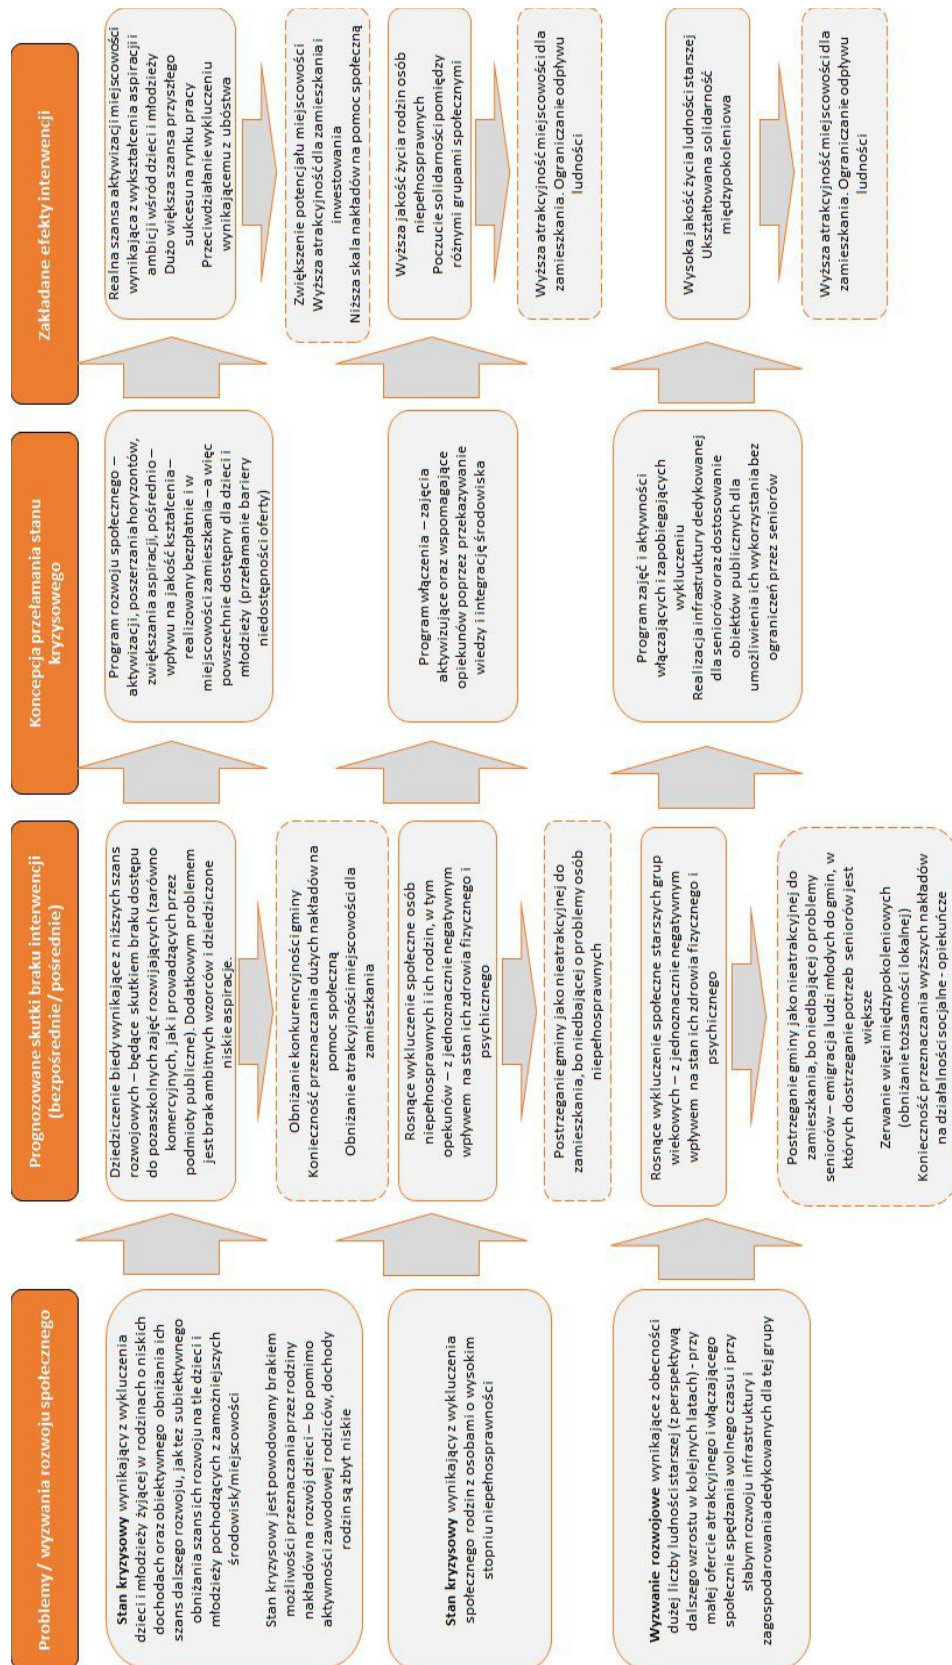 Problemy / wyzwania rozwoju społecznego
Stan kryzysowy wynikający z wykluczenia
dzieci i młodzieży żyjącej w rodzinach o niskich
dochodach oraz obiektywnego obniżania ich
szans dalszego rozwoju, jak też subiektywnego
obniżania szans ich rozwoju na tle dzieci i
młodzieży pochodzących z zamożniejszych
środowisk/miejscowości
Stan kryzysowy jest powodowany brakiem
możliwości przeznaczania przez rodziny
nakładów na rozwój dzieci – bo pomimo
aktywności zawodowej rodziców, dochody
rodzin są zbyt niskie
Stan kryzysowy wynikający z wykluczenia
społecznego rodzin z osobami o wysokim
stopniu niepełnosprawności
Wyzwanie rozwojowe wynikające z obecności
dużej liczby ludności starszej (z perspektywą
dalszego wzrostu w kolejnych latach) - przy
małej ofercie atrakcyjnego i włączającego
społecznie spędzania wolnego czasu i przy
słabym rozwoju infrastruktury i
zagospodarowania dedykowanych dla tej grupy
Prognozowane skutki braku interwencji
(bezpośrednie / pośrednie)
Dziedziczenie biedy wynikające z niższych szans
rozwojowych – będące skutkiem braku dostępu
do pozaszkolnych zajęć rozwijających (zarówno
komercyjnych, jak i prowadzących przez
podmioty publiczne). Dodatkowym problemem
jest brak ambitnych wzorców i dziedziczone
niskie aspiracje.
Obniżanie konkurencyjności gminy
Konieczność przeznaczania dużych nakładów na
pomoc społeczną
Obniżanie atrakcyjności miejscowości dla
zamieszkania
Rosnące wykluczenie społeczne osób
niepełnosprawnych i ich rodzin, w tym
opekunów – z jednoznacznie negatywnym
wpływem na stan ich zdrowia fizycznego i
psychicznego
Postrzeganie gminy jako nieatrakcyjnej do
zamieszkania, bo niedbającej o problemy osób
niepełnosprawnych
Rosnące wykluczenie społeczne starszych grup
wiekowych – z jednoznacznie negatywnym
wpływem na stan ich zdrowia fizycznego i
psychicznego
Postrzeganie gminy jako nieatrakcyjnej do
zamieszkania, bo niedbającej o problemy
seniorów – emigracja ludzi młodych do gmin, w
których dostrzeganie potrzeb seniorów jest
większe
Zerwanie więzi międzypokoleniowych
(obniżanie tożsamości lokalnej)
Konieczność przeznaczania wyższych nakładów
na działalności socjalne - opiekuńcze
Koncepcja przełamania stanu
kryzysowego
Program rozwoju społecznego –
aktywizacji, poszerzania horyzontów,
zwiększania aspiracji, pośrednio –
wpływu na jakość kształcenia –
realizowany bezpłatnie i w
miejscowości zamieszkania – a więc
powszechnie dostępny dla dzieci i
młodzieży (przełamanie bariery
niedostępności oferty)
Program włączenia – zajęcia
aktywizujące oraz wspomagające
opiekunów poprzez przekazywanie
wiedzy i integrację środowiska
Program zajęć i aktywności
włączających i zapobiegających
wykluczeniu
Realizacja infrastruktury dedykowanej
dla seniorów oraz dostosowanie
obiektów publicznych dla
umożliwienia ich wykorzystania bez
ograniczeń przez seniorów
Zakładane efekty interwencji
Realna szansa aktywizacji miejscowości
wynikająca z wykształcenia aspiracji i
ambicji wśród dzieci i młodzieży
Dużo większa szansa przyszłego
sukcesu na rynku pracy
Przeciwdziałanie wykluczeniu
wynikającemu z ubóstwa
Zwiększenie potencjału miejscowości
Wyższa atrakcyjność dla zamieszkania i
inwestowania
Niższa skala nakładów na pomoc społeczną
Wyższa jakość życia rodzin osób
niepełnosprawnych
Poczucie solidarności pomiędzy
różnymi grupami społecznymi
Wyższa atrakcyjność miejscowości dla
zamieszkania. Ograniczanie odpływu
ludności
Wysoka jakość życia ludności starszej
Ukształtowana solidarność
międzypokoleniowa
Wyższa atrakcyjność miejscowości dla
zamieszkania. Ograniczanie odpływu
ludności